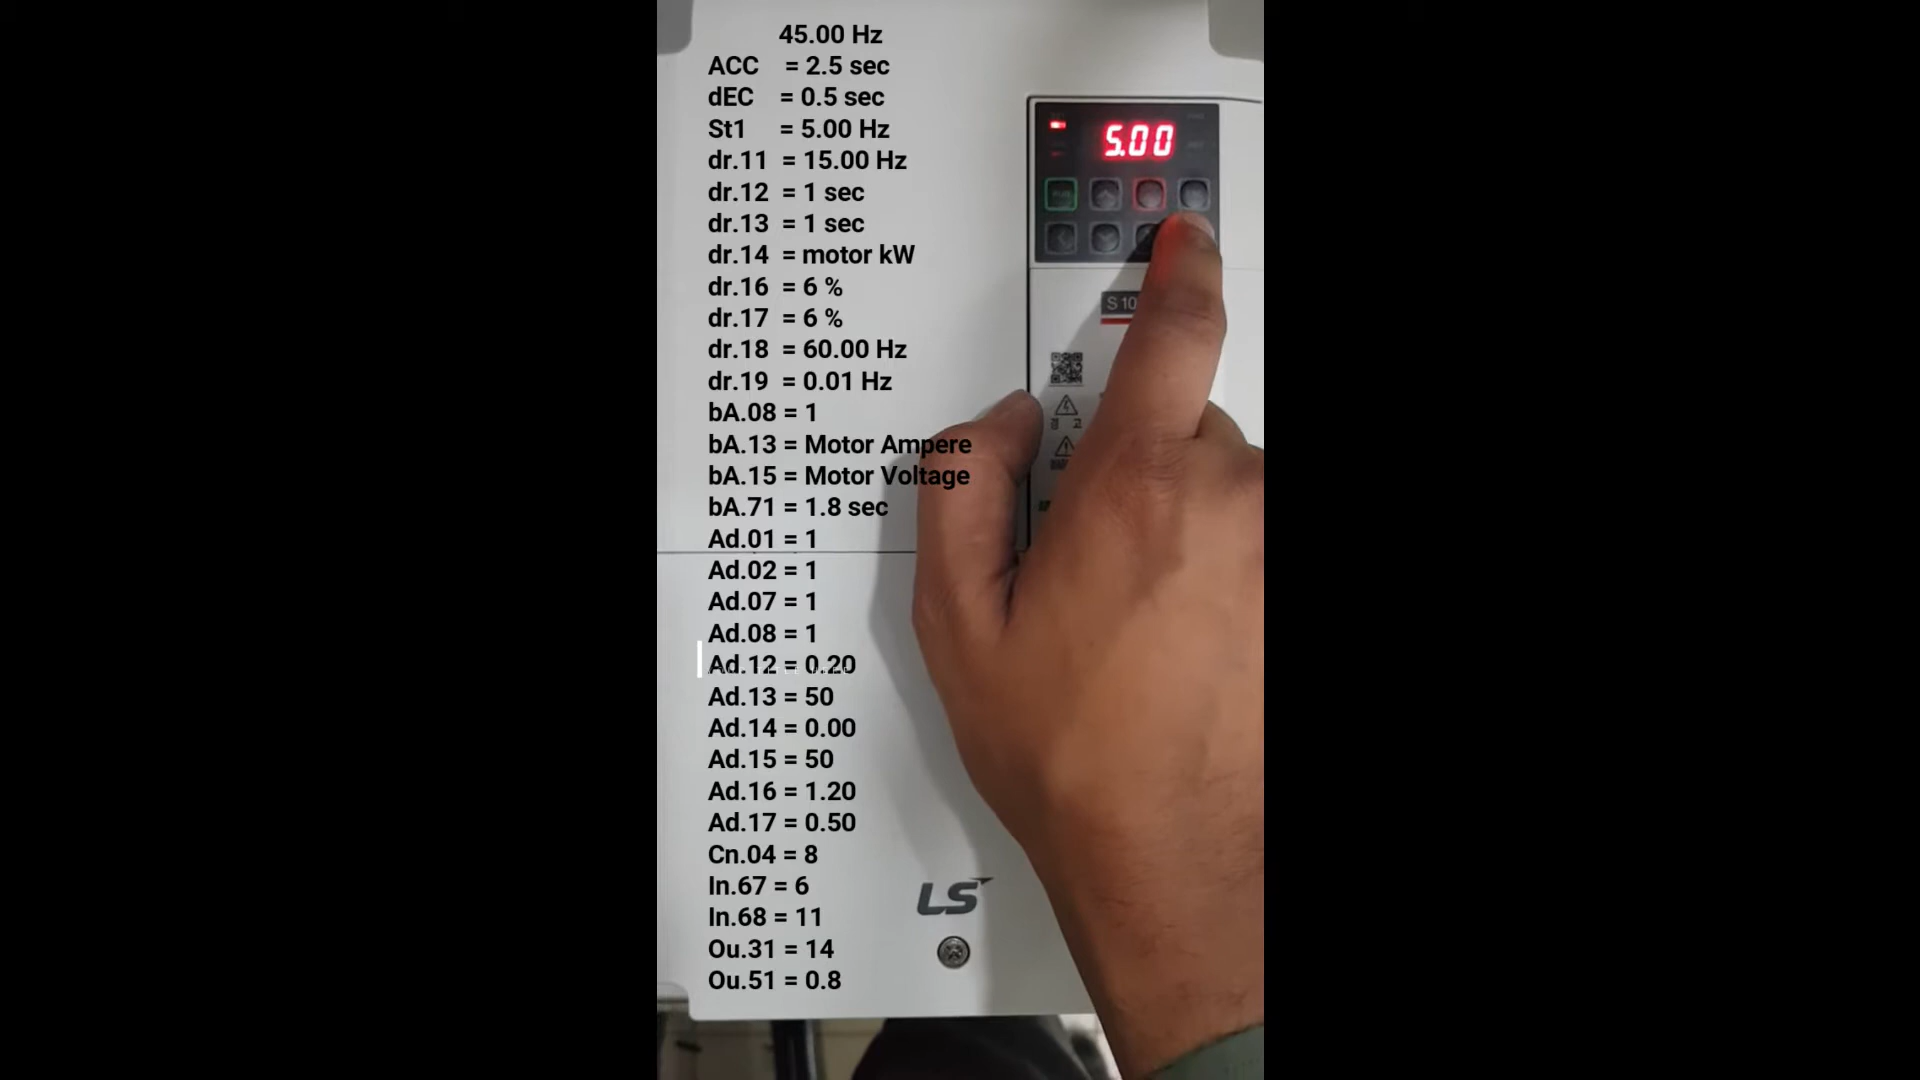 45.00 Hz
ACC = 2.5 sec
dEC = 0.5 sec
St1 = 5.00 Hz
dr.11 = 15.00 Hz
dr.12 = 1 sec
dr.13 = 1 sec
dr.14 = motor kW
dr.16 = 6 %
dr.17 = 6 %
dr.18 = 60.00 Hz
dr.19 = 0.01 Hz
bA.08 = 1
bA.13 = Motor Ampere
bA.15 = Motor Voltage
bA.71 = 1.8 sec
Ad.01 = 1
Ad.02 = 1
Ad.07 = 1
Ad.08 = 1
Ad.12 = 0.20
Ad.13 = 50
Ad.14 = 0.00
Ad.15 = 50
Ad.16 = 1.20
Ad.17 = 0.50
Cn.04 = 8
In.67 = 6
In.68 = 11
Ou.31 = 14
Ou.51 = 0.8
5.00
RUN
S 10
경 고
LS